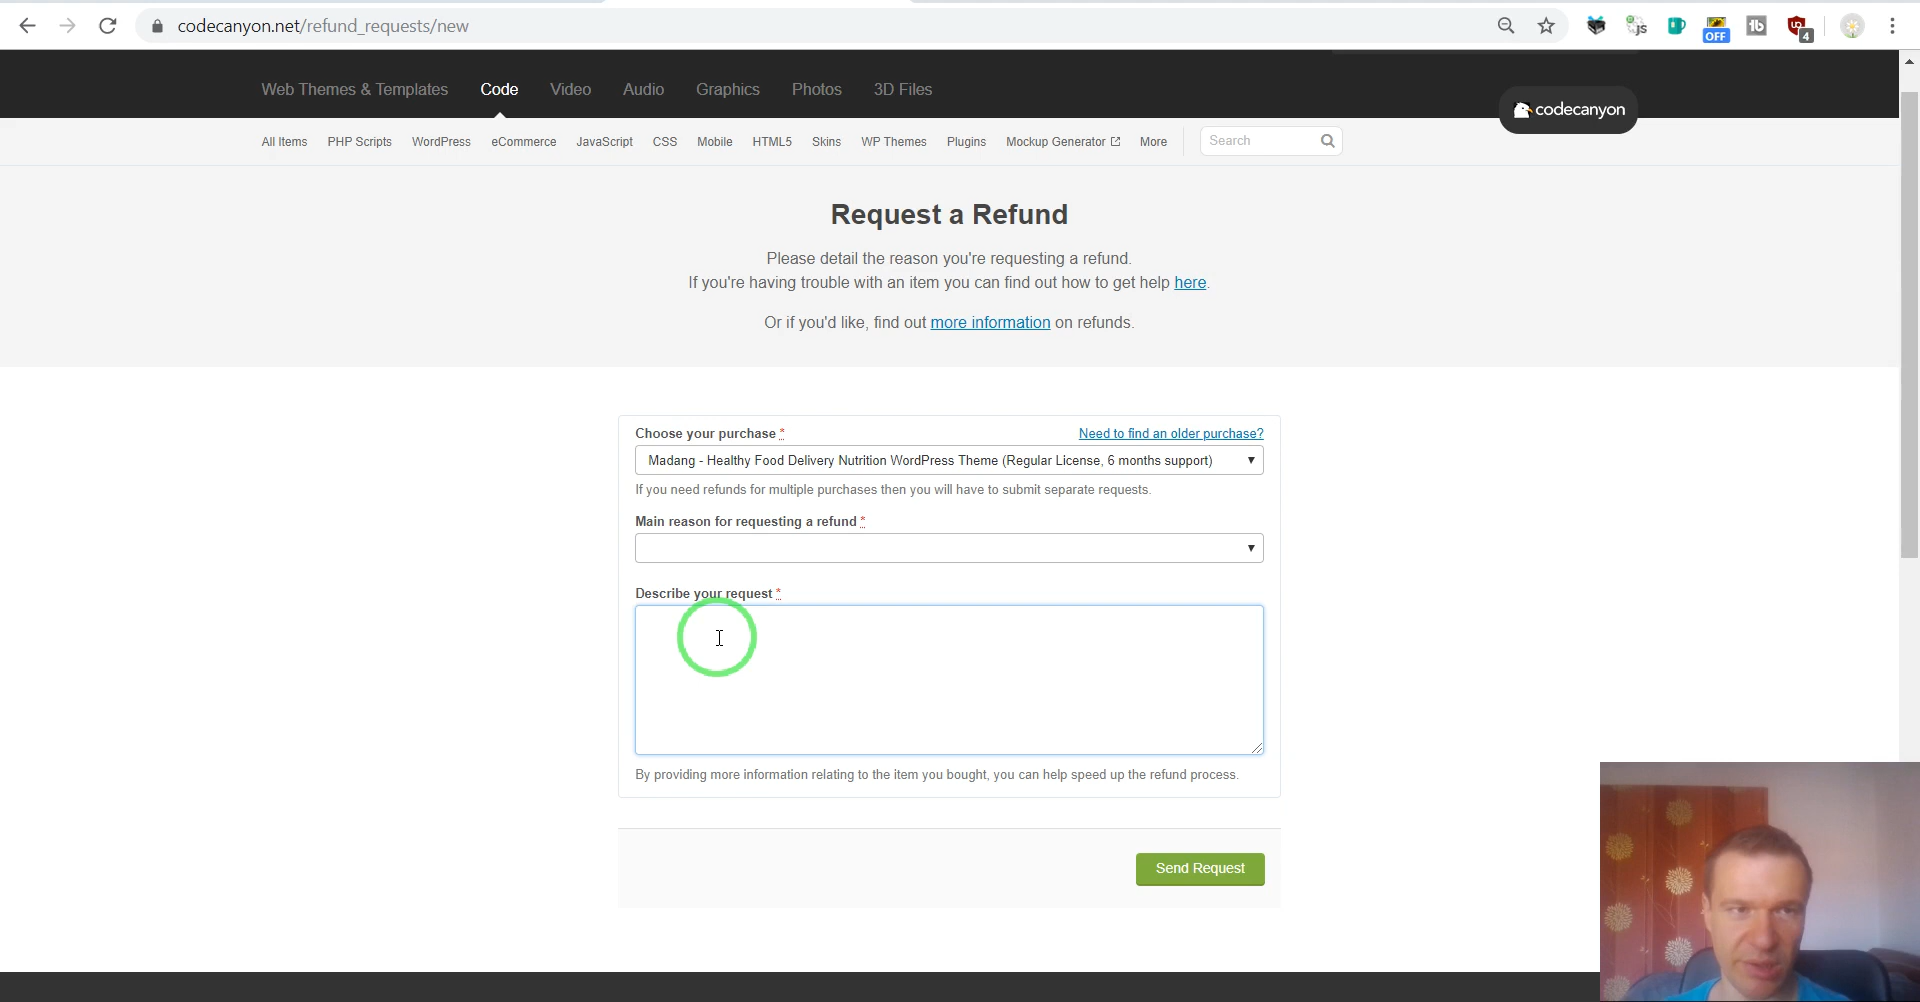 codecanyon.net/refund_requests/new
JS
OFF
tb
4
Web Themes & Templates Code Video Audio Graphics Photos 3D Files
codecanyon
All Items PHP Scripts WordPress eCommerce JavaScript CSS Mobile HTML5 Skins WP Themes Plugins Mockup Generator More Search
Request a Refund
Please detail the reason you're requesting a refund.
If you're having trouble with an item you can find out how to get help here.
Or if you'd like, find out more information on refunds.
Choose your purchase * Need to find an older purchase?
Madang - Healthy Food Delivery Nutrition WordPress Theme (Regular License, 6 months support)
If you need refunds for multiple purchases then you will have to submit separate requests.
Main reason for requesting a refund *
Describe your request *
By providing more information relating to the item you bought, you can help speed up the refund process.
Send Request